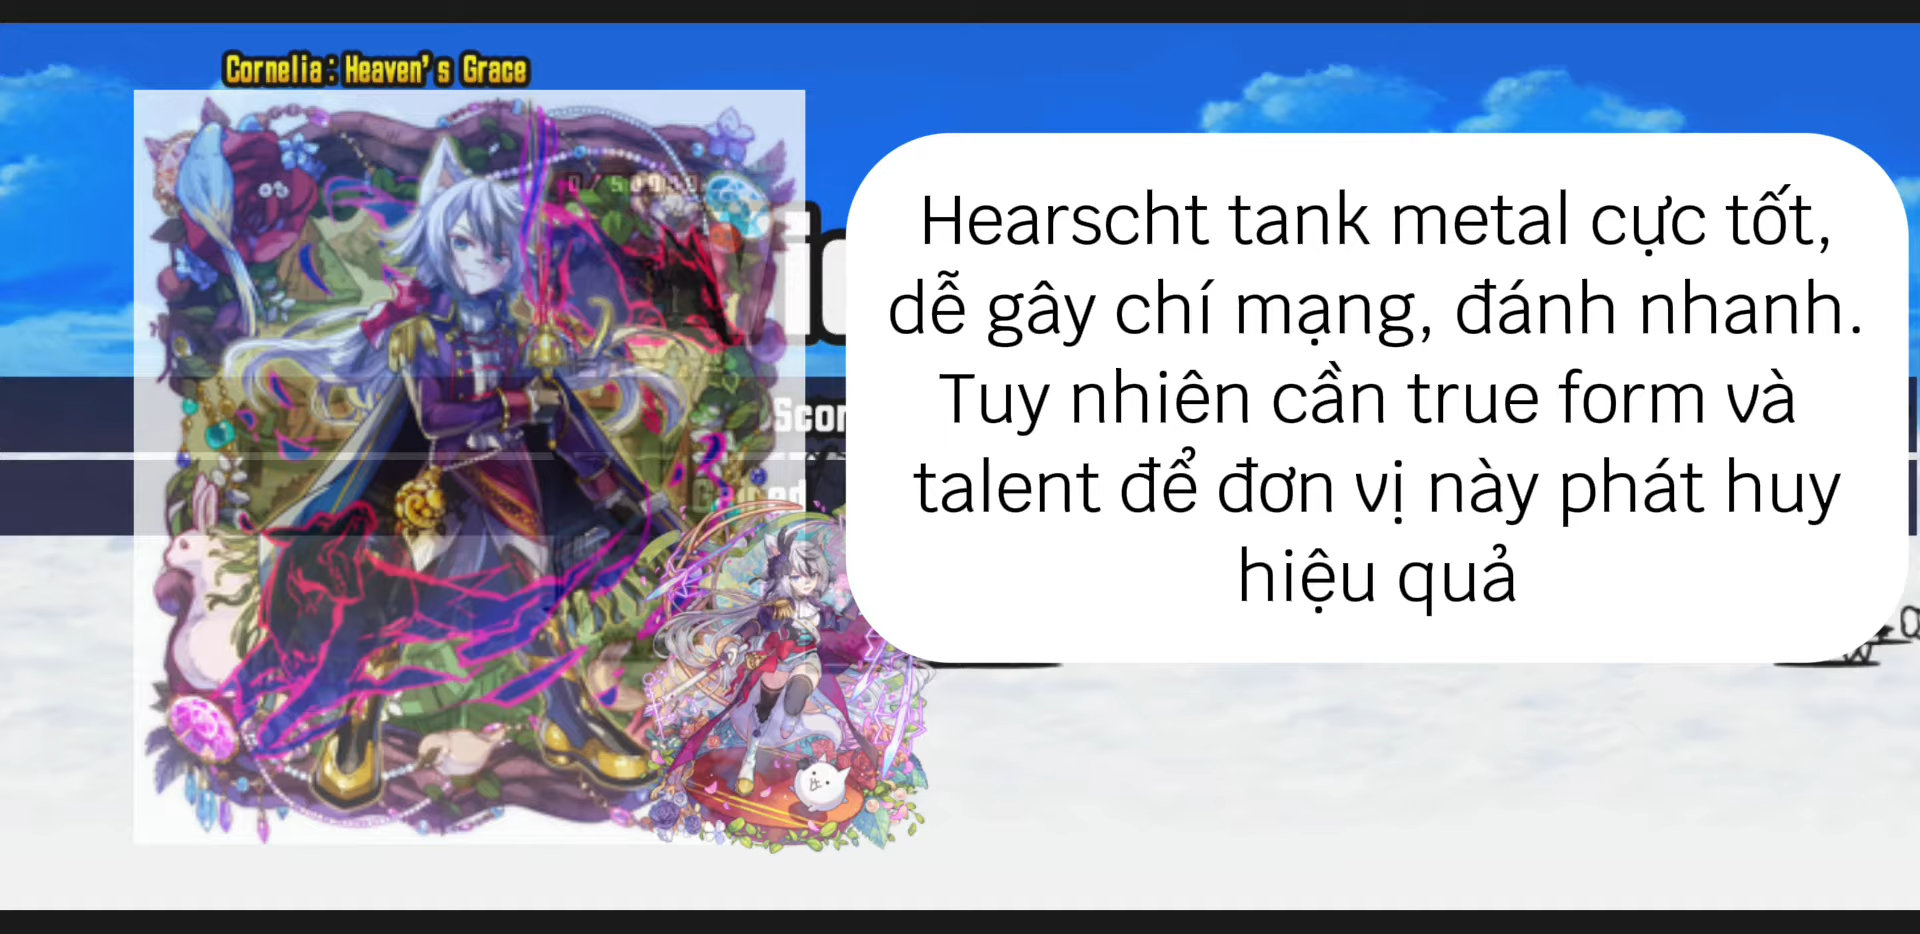 Cornelia: Heaven's Grace
Hearscht tank metal cực tốt,
dễ gây chí mạng, đánh nhanh.
Tuy nhiên cần true form và
talent để đơn vị này phát huy
hiệu quả
Gained